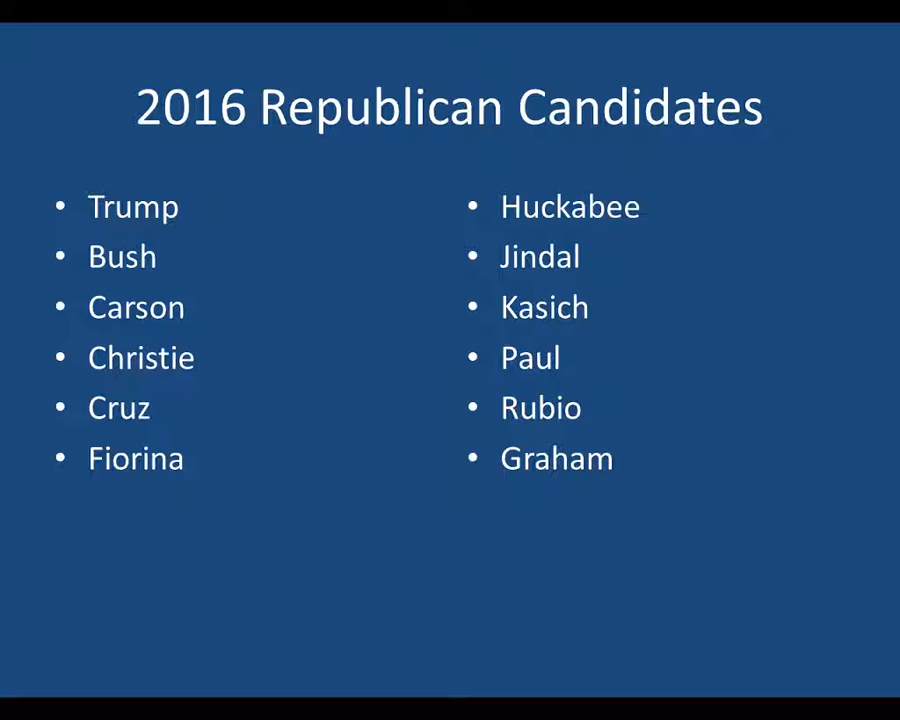 2016 Republican Candidates
• Trump
• Bush
• Carson
• Christie
• Cruz
• Fiorina
• Huckabee
• Jindal
• Kasich
• Paul
• Rubio
• Graham